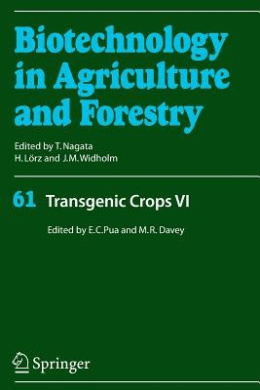 Biotechnology
in Agriculture
and Forestry
Edited by T. Nagata
H. Lörz and J. M. Widholm
61 Transgenic Crops VI
Edited by E.C. Pua and M. R. Davey
Springer